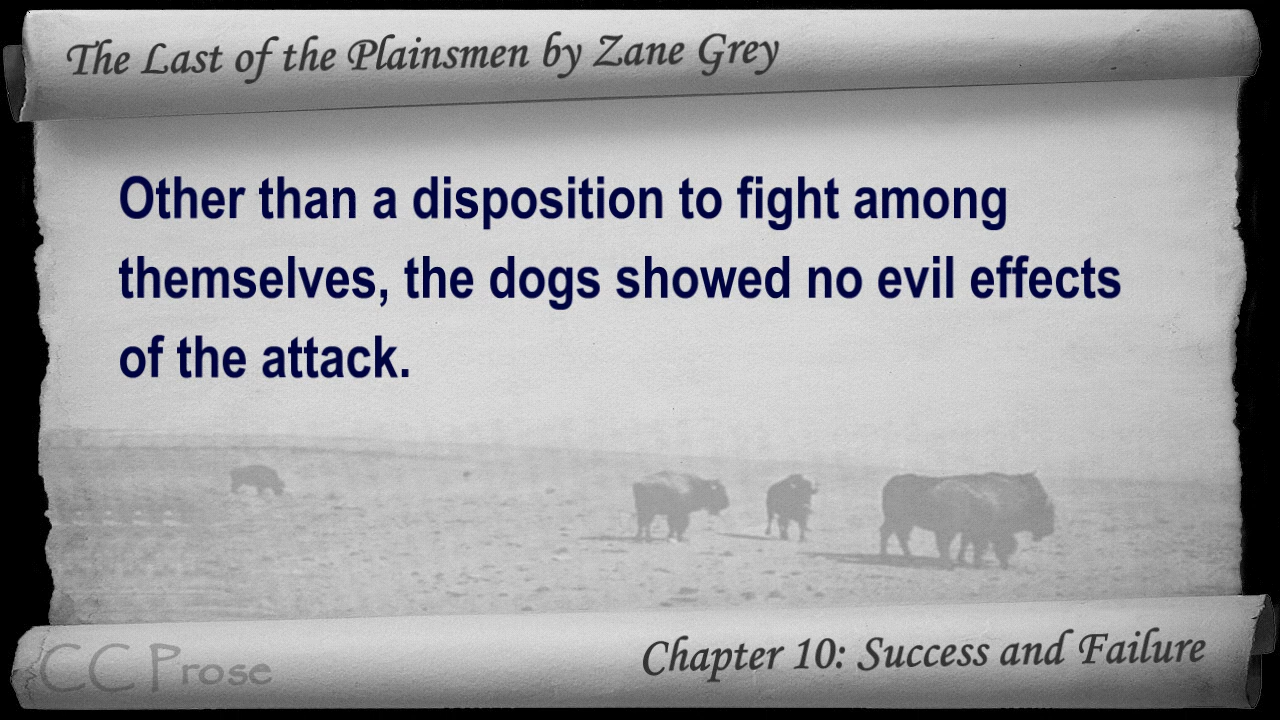 The Last of the Plainsmen by Zane Grey
Other than a disposition to fight among
themselves, the dogs showed no evil effects
of the attack.
CC Prose
Chapter 10: Success and Failure